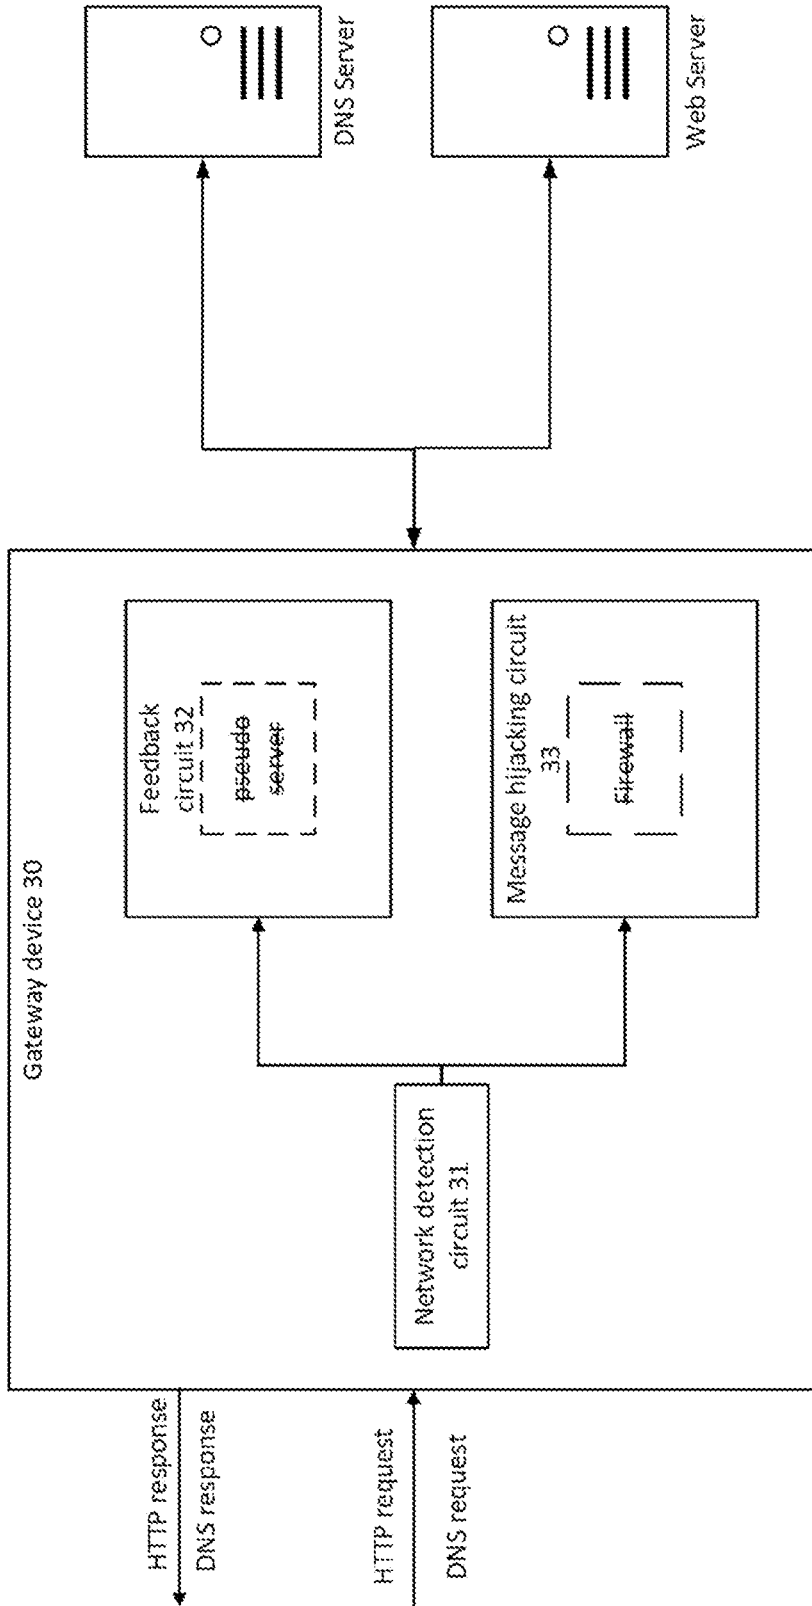 Gateway device 30
HTTP response
DNS response
HTTP request
DNS request
Network detection
circuit 31
Feedback
circuit 32
pseudo
server
Message hijacking circuit
33
Firewall
DNS Server
Web Server